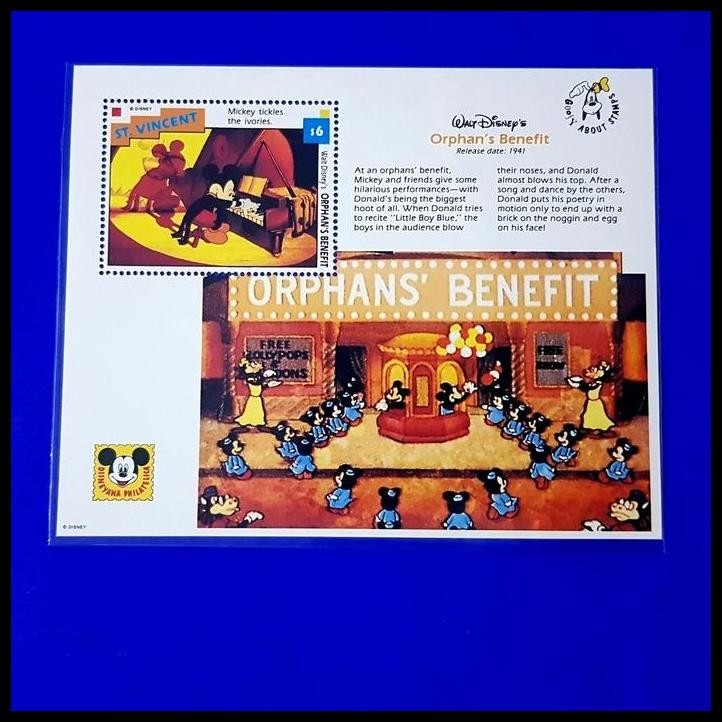 © DISNEY
Mickey tickles
the ivories.
ST. VINCENT
$6
Walt Disney's ORPHAN'S BENEFIT
GOOFY ABOUT STAMPS
WALT DISNEY'S
Orphan's Benefit
Release date: 1941
At an orphans' benefit,
Mickey and friends give some
hilarious performances—with
Donald's being the biggest
hoot of all. When Donald tries
to recite "Little Boy Blue," the
boys in the audience blow
their noses, and Donald
almost blows his top. After a
song and dance by the others,
Donald puts his poetry in
motion only to end up with a
brick on the noggin and egg
on his face!
ORPHANS' BENEFIT
FREE
LOLLYPOPS
&
FREE
SHOW
DISNEYANA PHILATELICA
© DISNEY